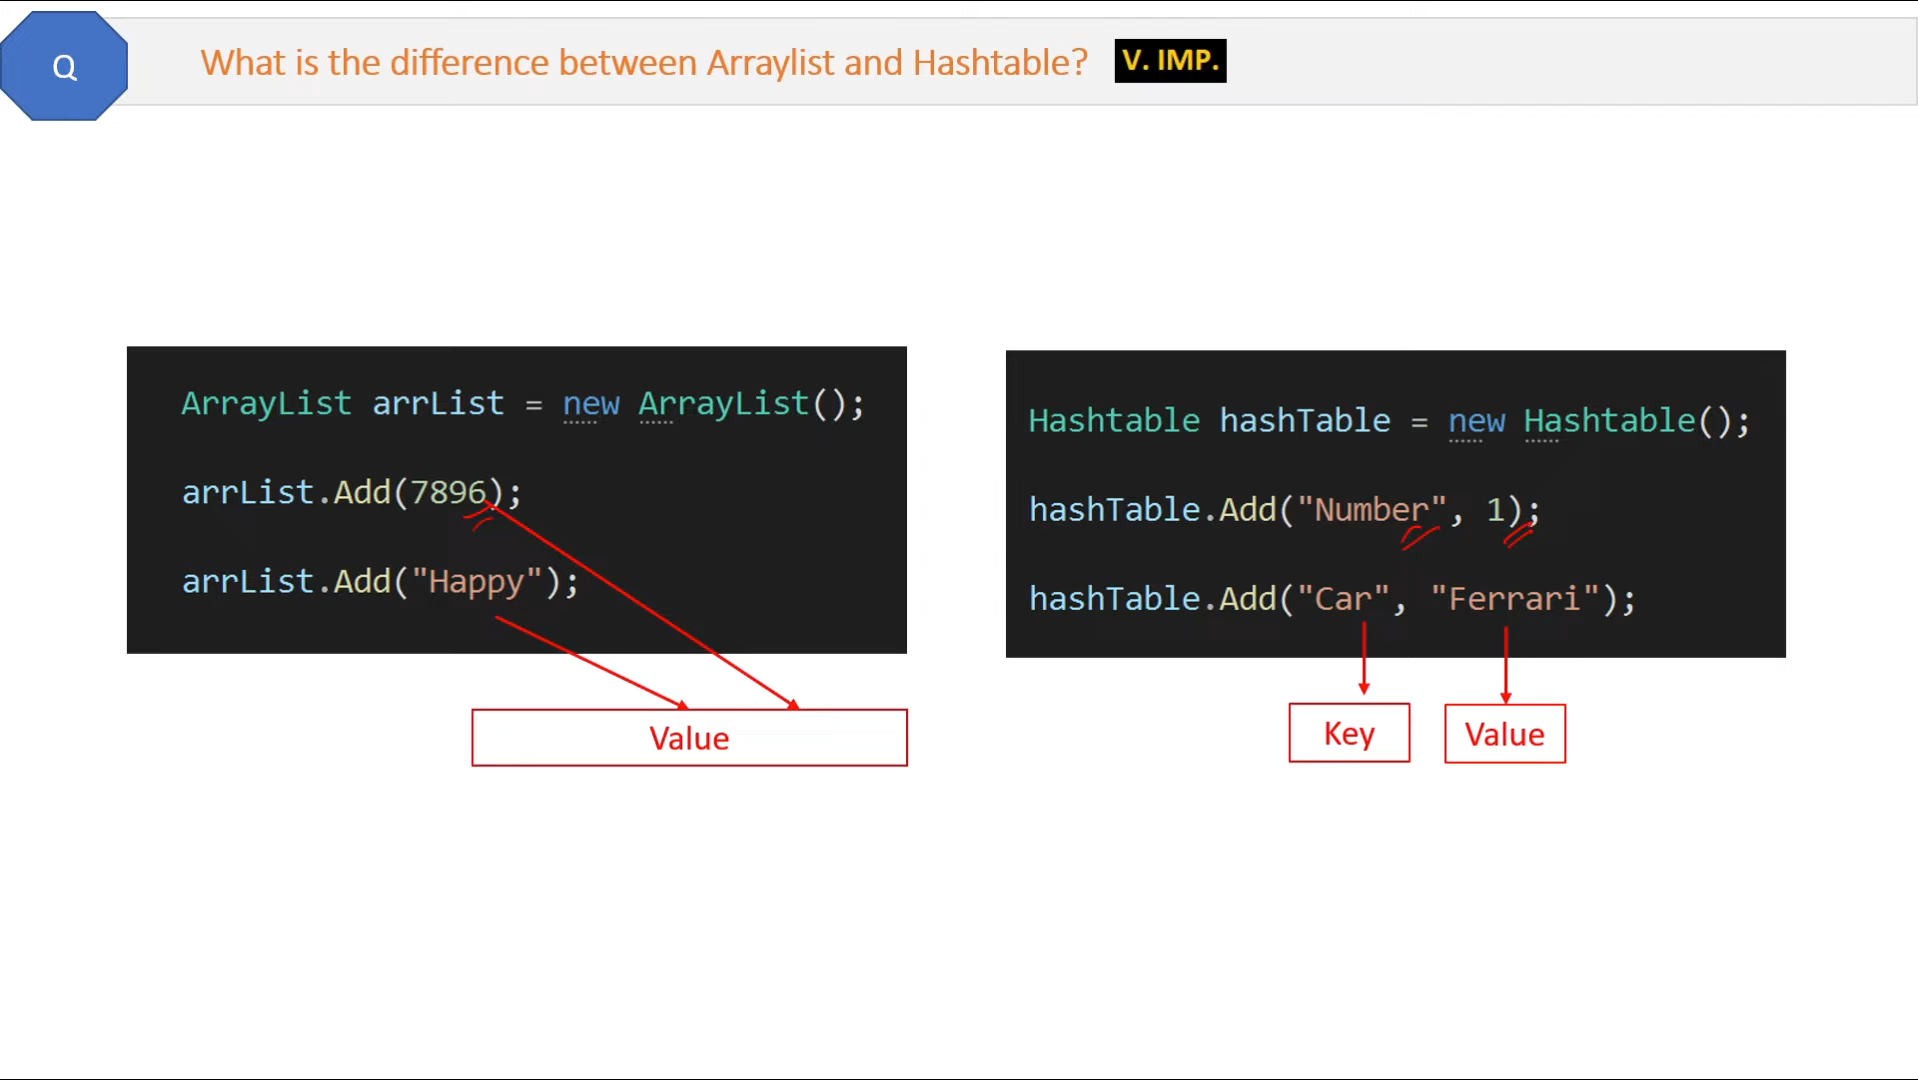 Q
What is the difference between Arraylist and Hashtable? V. IMP.
ArrayList arrList = new ArrayList();
arrList.Add(7896);
arrList.Add("Happy");
Value
Hashtable hashTable = new Hashtable();
hashTable.Add("Number", 1);
hashTable.Add("Car", "Ferrari");
Key Value